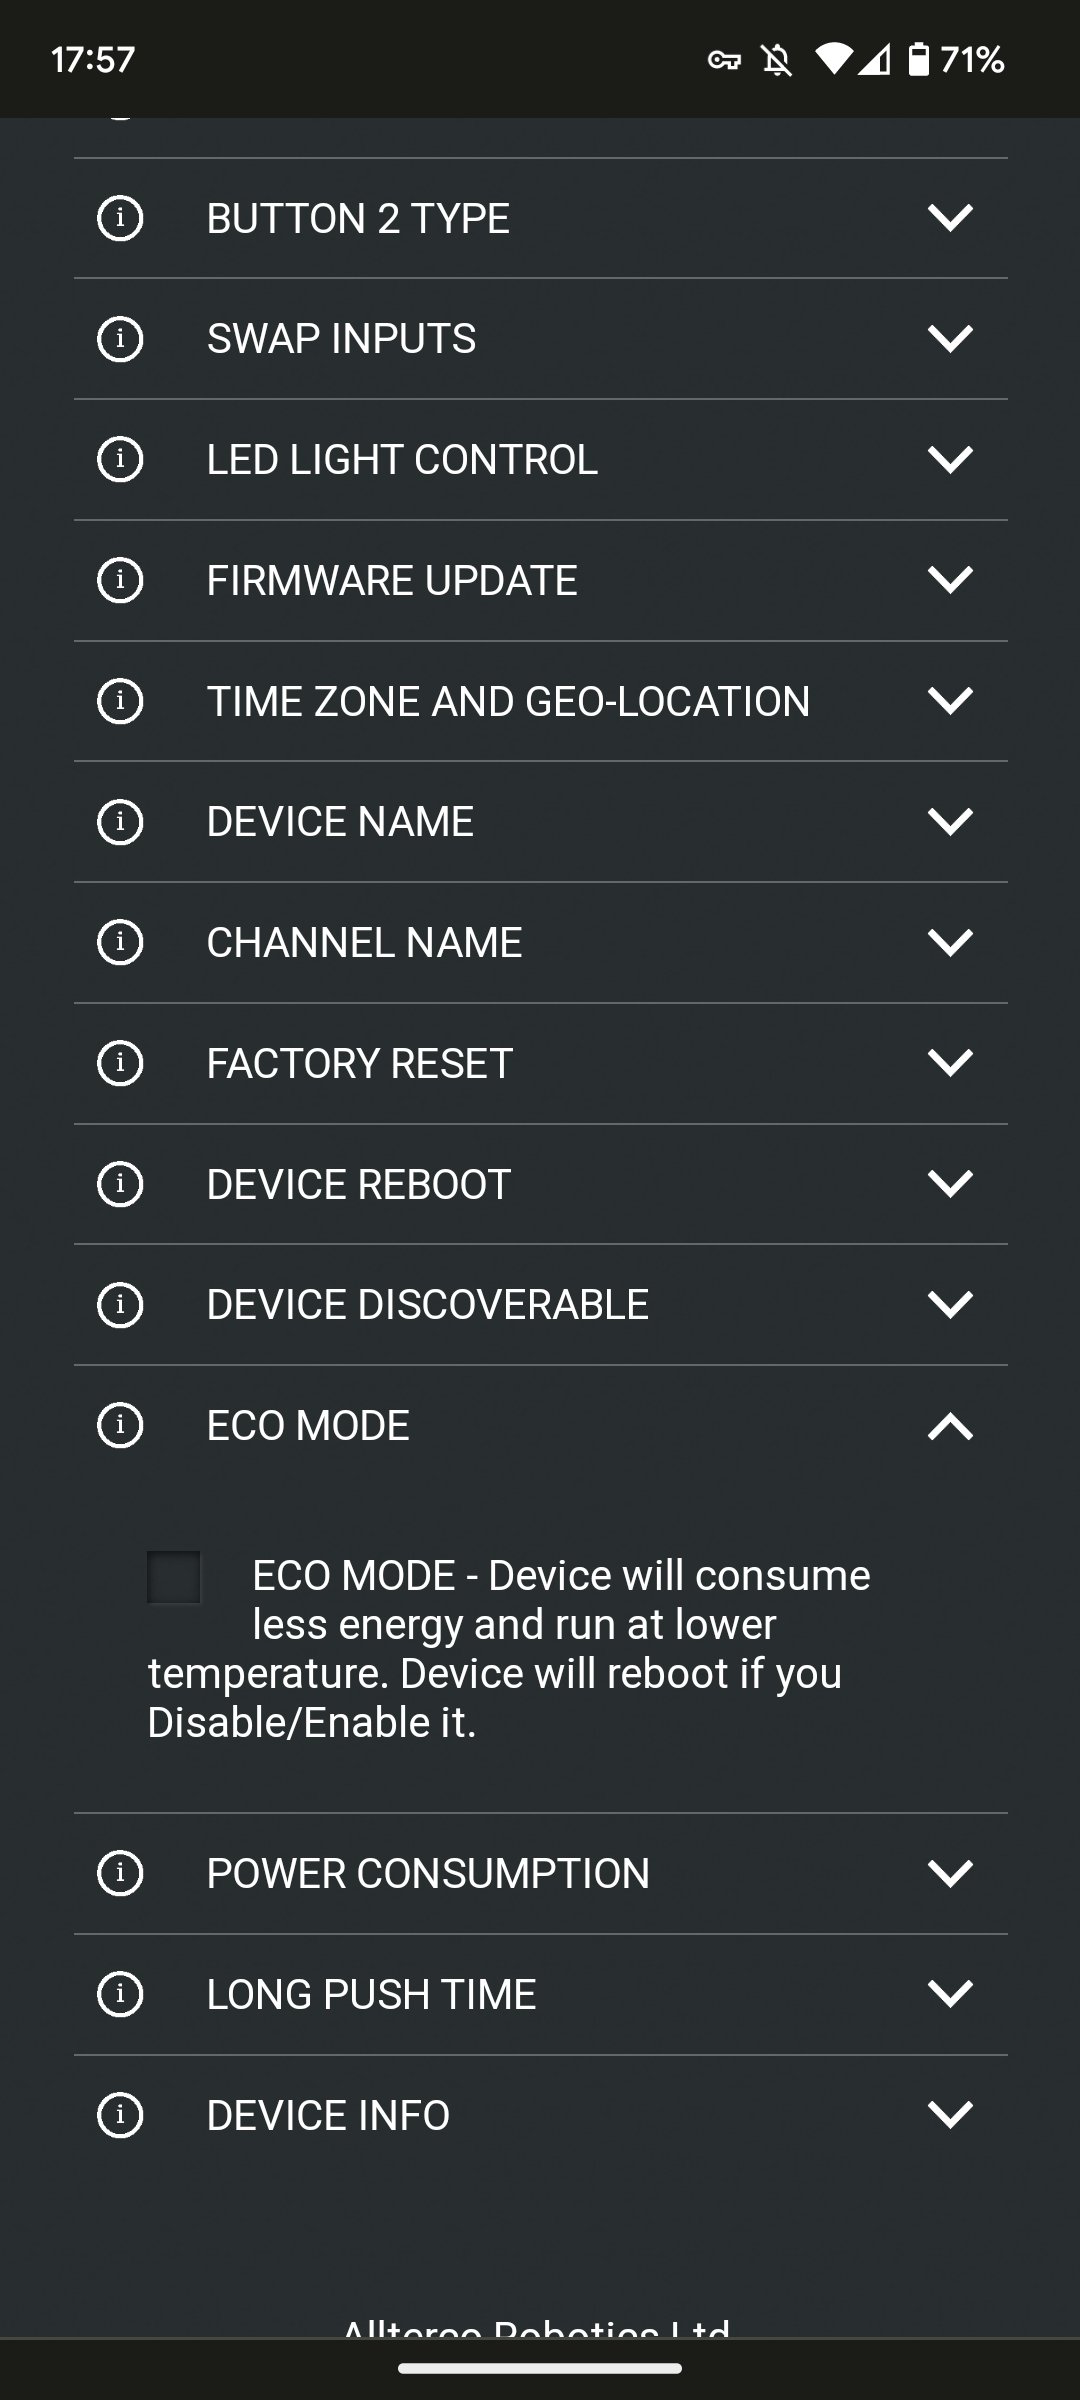 17:57
71%
BUTTON 2 TYPE
SWAP INPUTS
LED LIGHT CONTROL
FIRMWARE UPDATE
TIME ZONE AND GEO-LOCATION
DEVICE NAME
CHANNEL NAME
FACTORY RESET
DEVICE REBOOT
DEVICE DISCOVERABLE
ECO MODE
ECO MODE - Device will consume
less energy and run at lower
temperature. Device will reboot if you
Disable/Enable it.
POWER CONSUMPTION
LONG PUSH TIME
DEVICE INFO
Allterco Robotics Ltd